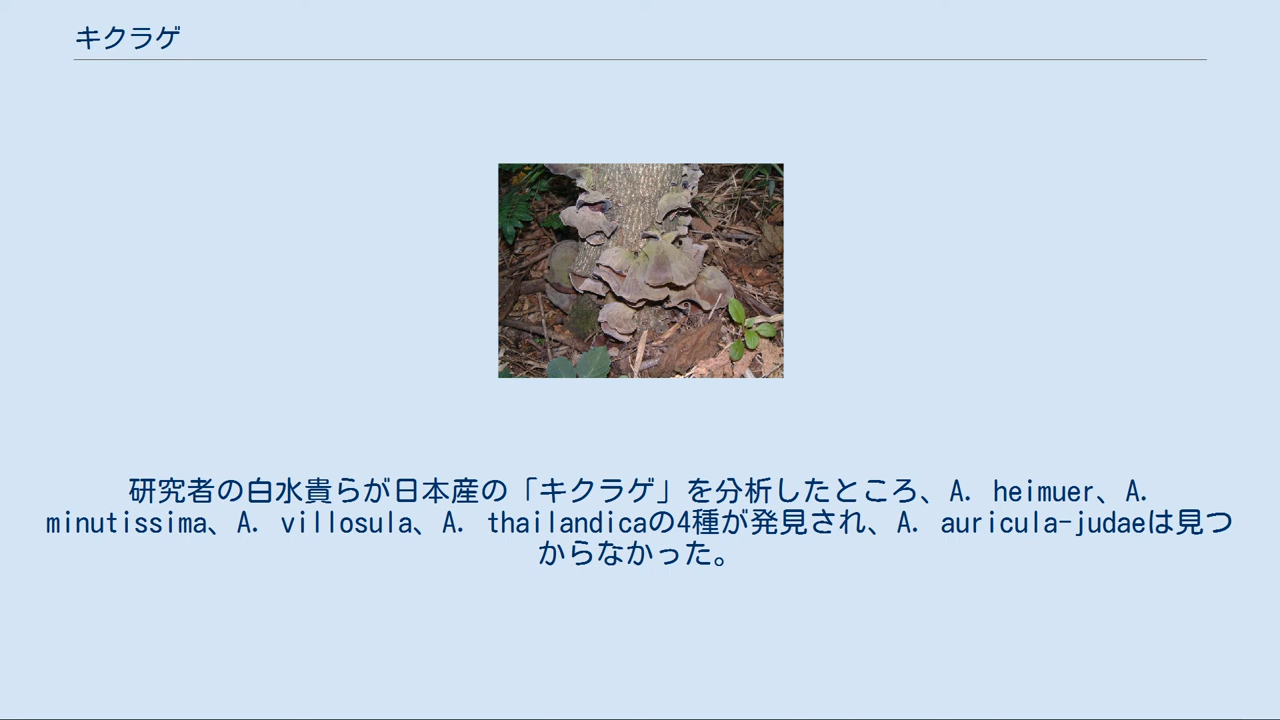 キクラゲ
研究者の白水貴らが日本産の「キクラゲ」を分析したところ、A. heimuer、A.
minutissima、A. villosula、A. thailandicaの4種が発見され、A. auricula-judaeは見つ
からなかった。